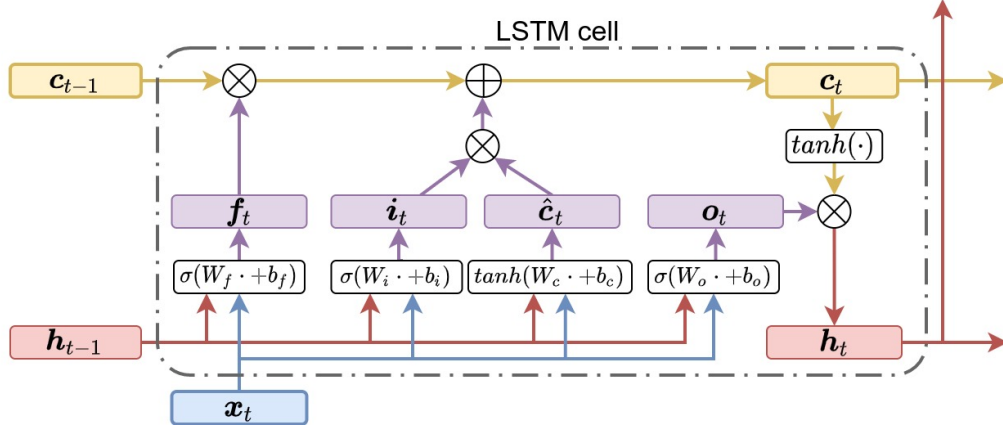 LSTM cell
c_{t-1}
c_t
tanh(·)
f_t
i_t
ĉ_t
o_t
σ(W_f · +b_f)
σ(W_i · +b_i)
tanh(W_c · +b_c)
σ(W_o · +b_o)
h_{t-1}
h_t
x_t